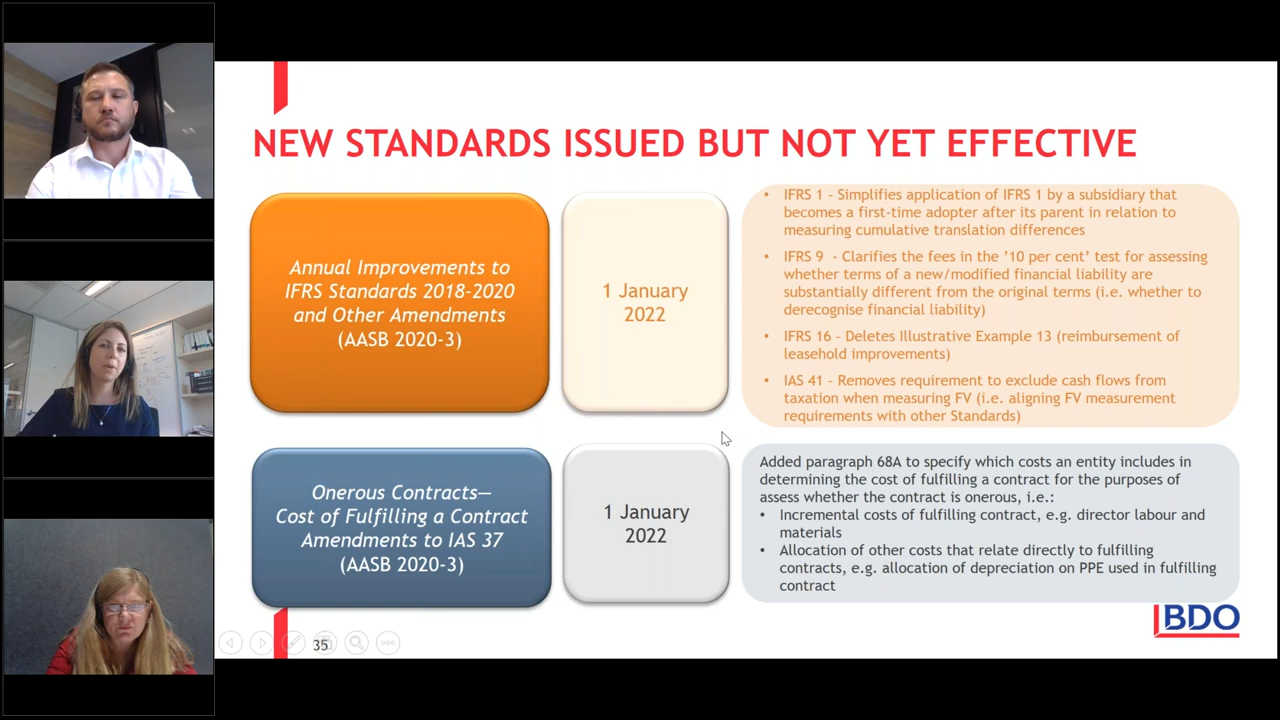 NEW STANDARDS ISSUED BUT NOT YET EFFECTIVE
Annual Improvements to
IFRS Standards 2018-2020
and Other Amendments
(AASB 2020-3)
1 January
2022
• IFRS 1 – Simplifies application of IFRS 1 by a subsidiary that
becomes a first-time adopter after its parent in relation to
measuring cumulative translation differences
• IFRS 9 - Clarifies the fees in the ’10 per cent’ test for assessing
whether terms of a new/modified financial liability are
substantially different from the original terms (i.e. whether to
derecognise financial liability)
• IFRS 16 – Deletes Illustrative Example 13 (reimbursement of
leasehold improvements)
• IAS 41 – Removes requirement to exclude cash flows from
taxation when measuring FV (i.e. aligning FV measurement
requirements with other Standards)
Onerous Contracts—
Cost of Fulfilling a Contract
Amendments to IAS 37
(AASB 2020-3)
1 January
2022
Added paragraph 68A to specify which costs an entity includes in
determining the cost of fulfilling a contract for the purposes of
assess whether the contract is onerous, i.e.:
• Incremental costs of fulfilling contract, e.g. director labour and
materials
• Allocation of other costs that relate directly to fulfilling
contracts, e.g. allocation of depreciation on PPE used in fulfilling
contract
35
BDO